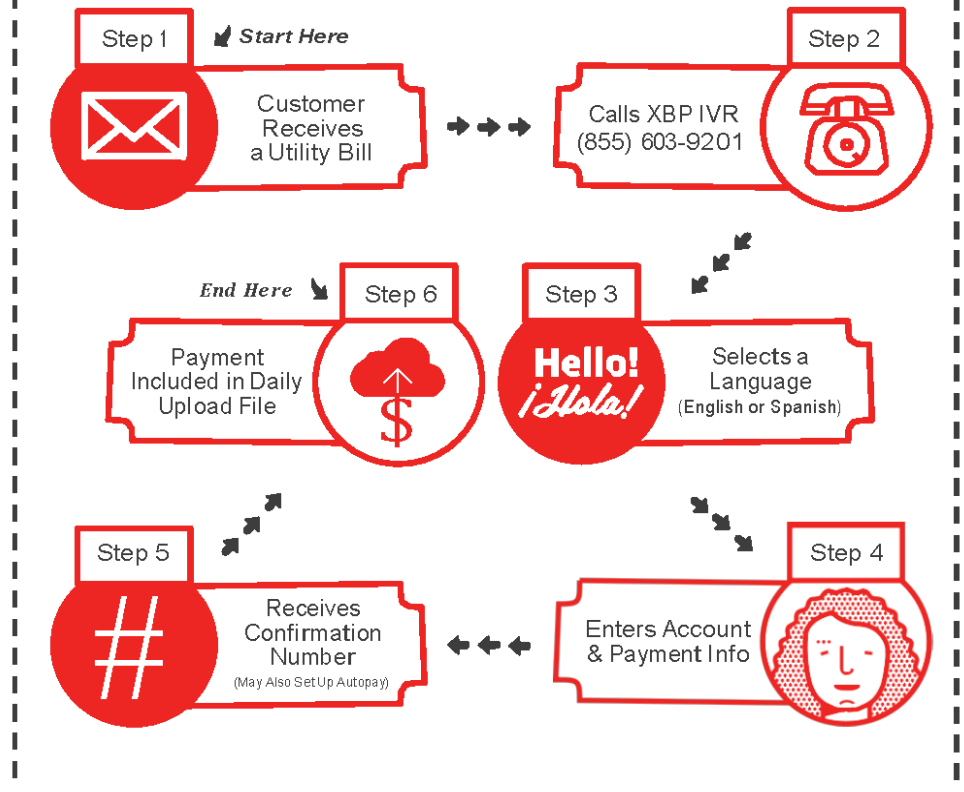 Step 1
Start Here
Customer
Receives
a Utility Bill
Step 2
Calls XBP IVR
(855) 603-9201
Step 3
Hello!
¡Hola!
Selects a
Language
(English or Spanish)
Step 4
Enters Account
& Payment Info
Step 5
#
Receives
Confirmation
Number
(May Also Set Up Autopay)
End Here
Step 6
Payment
Included in Daily
Upload File
$